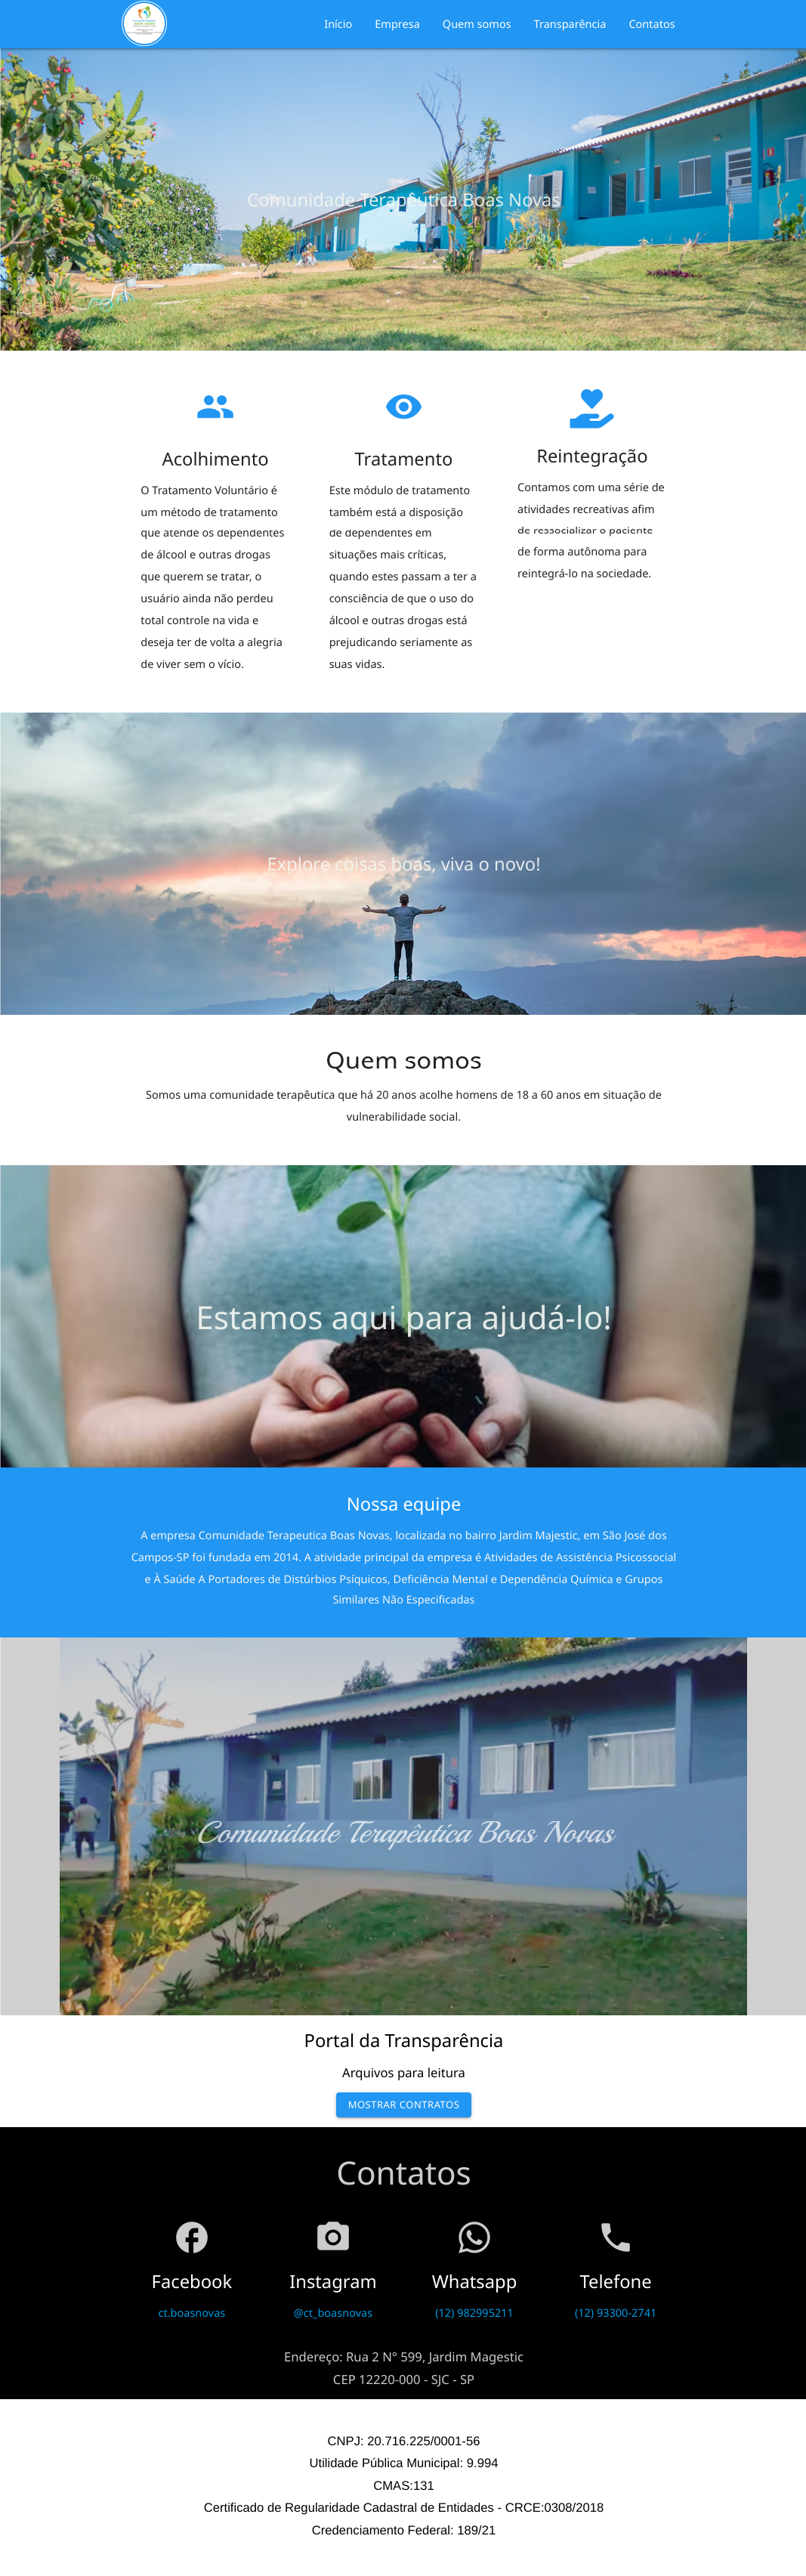 Início Empresa Quem somos Transparência Contatos
Comunidade Terapêutica Boas Novas
Acolhimento
O Tratamento Voluntário é
um método de tratamento
que atende os dependentes
de álcool e outras drogas
que querem se tratar, o
usuário ainda não perdeu
total controle na vida e
deseja ter de volta a alegria
de viver sem o vício.
Tratamento
Este módulo de tratamento
também está a disposição
de dependentes em
situações mais críticas,
quando estes passam a ter a
consciência de que o uso do
álcool e outras drogas está
prejudicando seriamente as
suas vidas.
Reintegração
Contamos com uma série de
atividades recreativas afim
de ressocializar o paciente
de forma autônoma para
reintegrá-lo na sociedade.
Explore coisas boas, viva o novo!
Quem somos
Somos uma comunidade terapêutica que há 20 anos acolhe homens de 18 a 60 anos em situação de
vulnerabilidade social.
Estamos aqui para ajudá-lo!
Nossa equipe
A empresa Comunidade Terapeutica Boas Novas, localizada no bairro Jardim Majestic, em São José dos
Campos-SP foi fundada em 2014. A atividade principal da empresa é Atividades de Assistência Psicossocial
e À Saúde A Portadores de Distúrbios Psíquicos, Deficiência Mental e Dependência Química e Grupos
Similares Não Especificadas
Comunidade Terapêutica Boas Novas
Portal da Transparência
Arquivos para leitura
MOSTRAR CONTRATOS
Contatos
Facebook
ct.boasnovas
Instagram
@ct_boasnovas
Whatsapp
(12) 982995211
Telefone
(12) 93300-2741
Endereço: Rua 2 N° 599, Jardim Magestic
CEP 12220-000 - SJC - SP
CNPJ: 20.716.225/0001-56
Utilidade Pública Municipal: 9.994
CMAS:131
Certificado de Regularidade Cadastral de Entidades - CRCE:0308/2018
Credenciamento Federal: 189/21